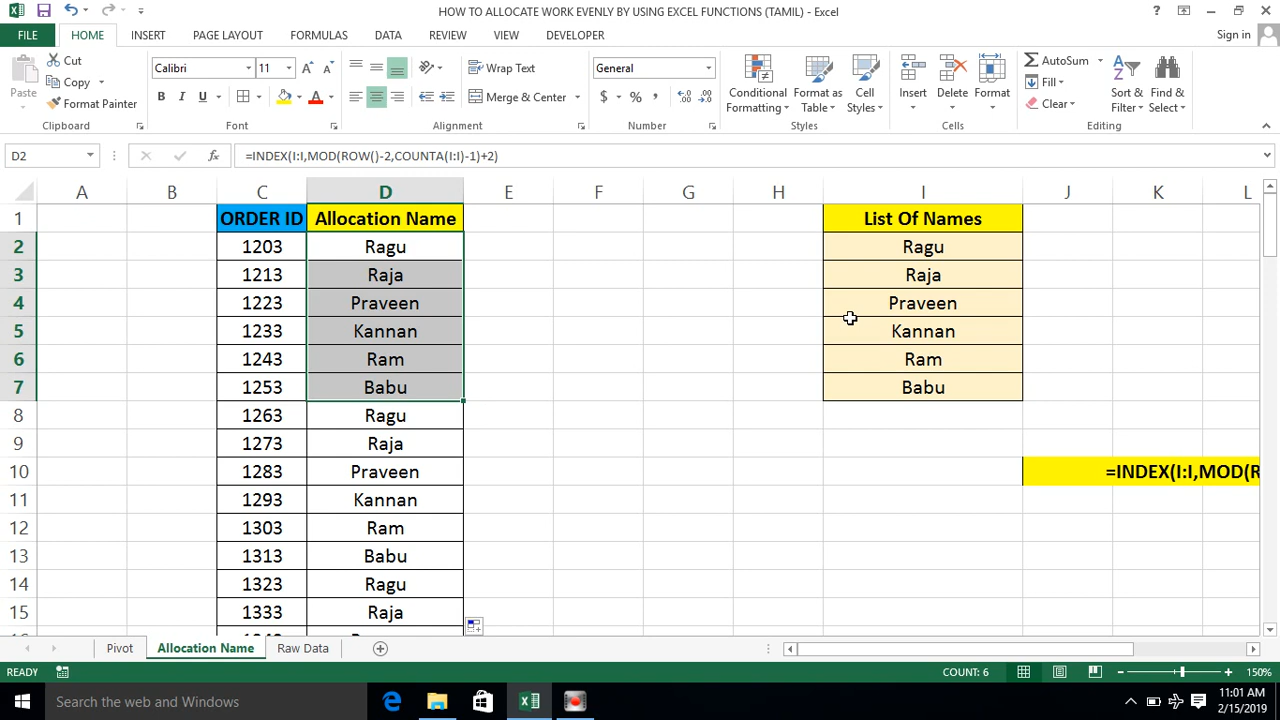 HOW TO ALLOCATE WORK EVENLY BY USING EXCEL FUNCTIONS (TAMIL) - Excel
FILE HOME INSERT PAGE LAYOUT FORMULAS DATA REVIEW VIEW DEVELOPER Sign in
Paste Cut Copy Format Painter
Calibri 11
B I U A
Wrap Text
Merge & Center
General
$ % ,
Conditional Formatting Format as Table Cell Styles
Insert Delete Format
AutoSum Fill Clear
Sort & Filter Find & Select
Clipboard Font Alignment Number Styles Cells Editing
D2 fx =INDEX(I:I,MOD(ROW()-2,COUNTA(I:I)-1)+2)
A B C D E F G H I J K L
1 ORDER ID Allocation Name List Of Names
2 1203 Ragu Ragu
3 1213 Raja Raja
4 1223 Praveen Praveen
5 1233 Kannan Kannan
6 1243 Ram Ram
7 1253 Babu Babu
8 1263 Ragu
9 1273 Raja
10 1283 Praveen =INDEX(I:I,MOD(R
11 1293 Kannan
12 1303 Ram
13 1313 Babu
14 1323 Ragu
15 1333 Raja
Pivot Allocation Name Raw Data
READY COUNT: 6 150%
Search the web and Windows 11:01 AM
2/15/2019